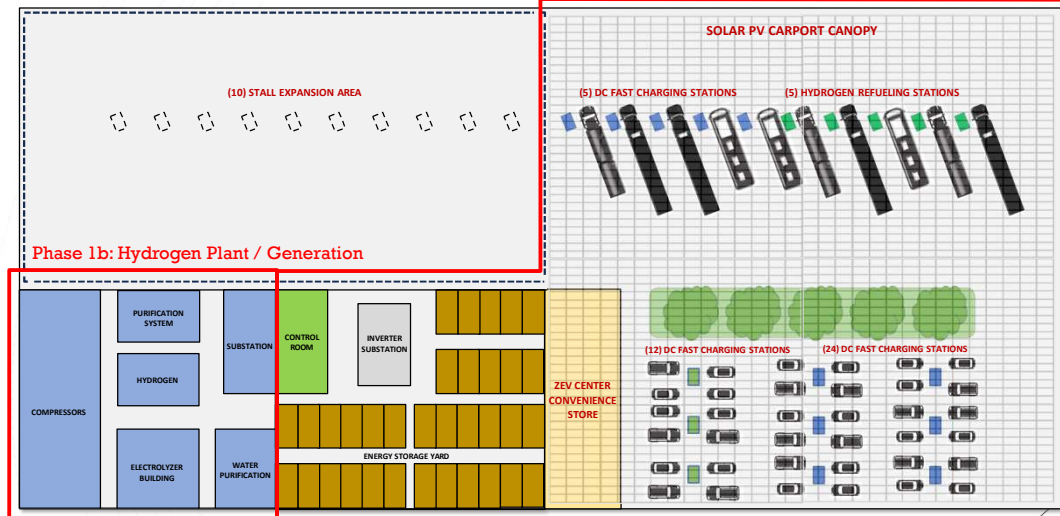 SOLAR PV CARPORT CANOPY
(10) STALL EXPANSION AREA
(5) DC FAST CHARGING STATIONS
(5) HYDROGEN REFUELING STATIONS
Phase 1b: Hydrogen Plant / Generation
PURIFICATION
SYSTEM
SUBSTATION
CONTROL
ROOM
INVERTER
SUBSTATION
HYDROGEN
COMPRESSORS
ELECTROLYZER
BUILDING
WATER
PURIFICATION
ENERGY STORAGE YARD
ZEV CENTER
CONVENIENCE
STORE
(12) DC FAST CHARGING STATIONS
(24) DC FAST CHARGING STATIONS